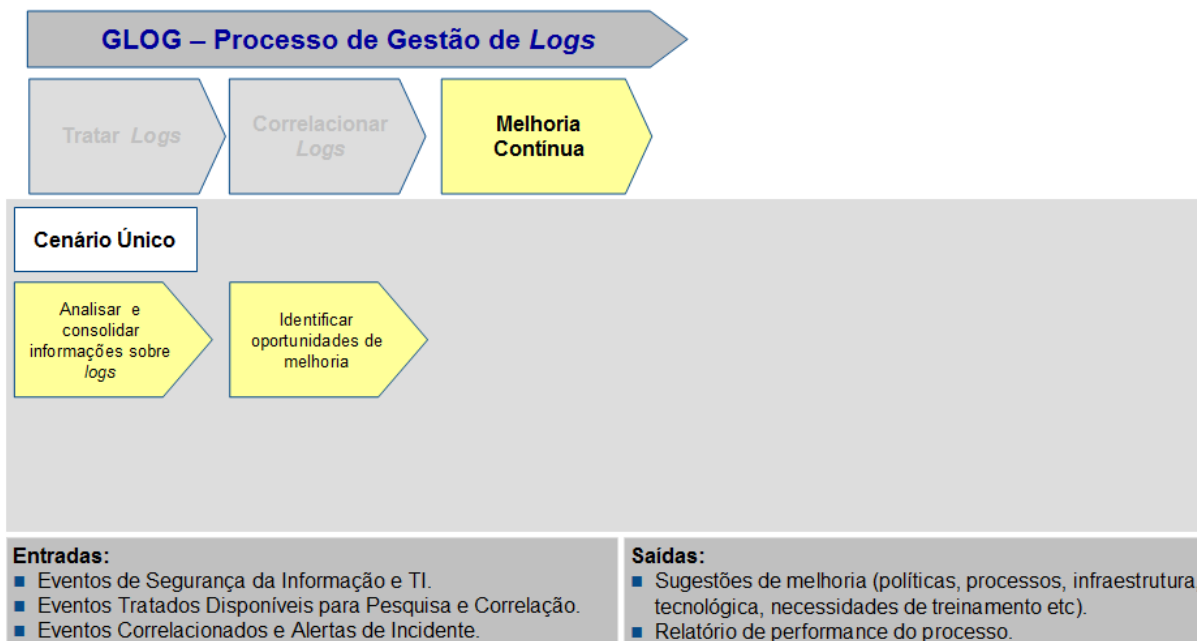 GLOG – Processo de Gestão de Logs
Tratar Logs
Correlacionar
Logs
Melhoria
Contínua
Cenário Único
Analisar e
consolidar
informações sobre
logs
Identificar
oportunidades de
melhoria
Entradas:
■ Eventos de Segurança da Informação e TI.
■ Eventos Tratados Disponíveis para Pesquisa e Correlação.
■ Eventos Correlacionados e Alertas de Incidente.
Saídas:
■ Sugestões de melhoria (políticas, processos, infraestrutura,
tecnológica, necessidades de treinamento etc).
■ Relatório de performance do processo.